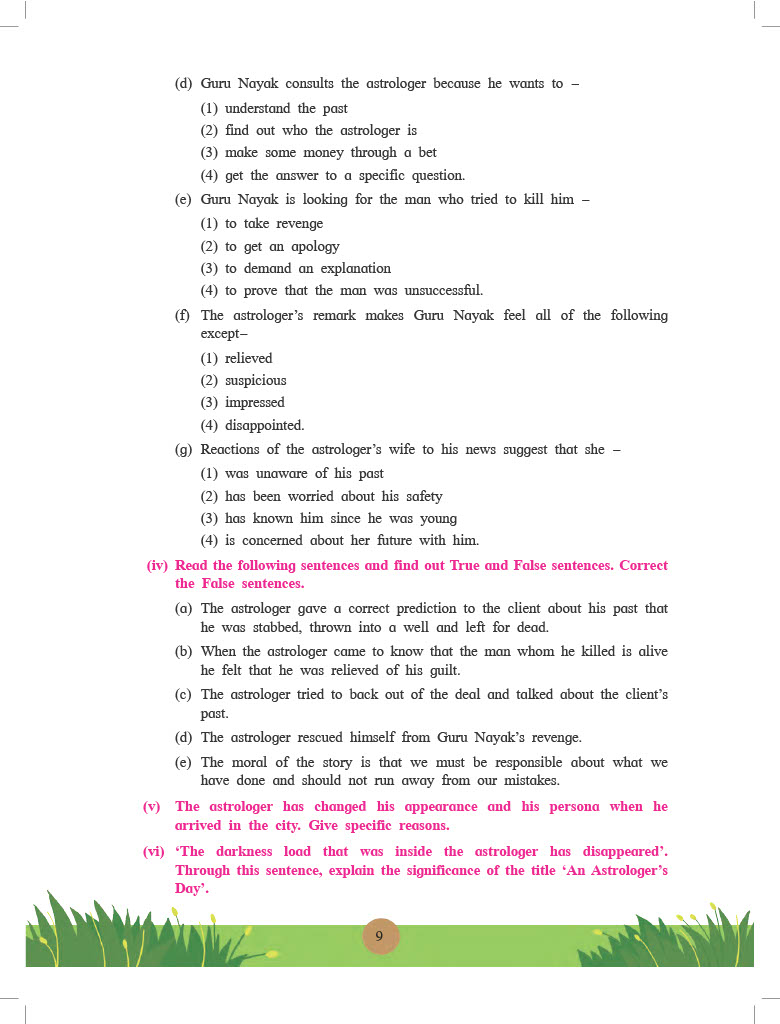 (d) Guru Nayak consults the astrologer because he wants to –
(1) understand the past
(2) find out who the astrologer is
(3) make some money through a bet
(4) get the answer to a specific question.
(e) Guru Nayak is looking for the man who tried to kill him –
(1) to take revenge
(2) to get an apology
(3) to demand an explanation
(4) to prove that the man was unsuccessful.
(f) The astrologer's remark makes Guru Nayak feel all of the following
except–
(1) relieved
(2) suspicious
(3) impressed
(4) disappointed.
(g) Reactions of the astrologer's wife to his news suggest that she –
(1) was unaware of his past
(2) has been worried about his safety
(3) has known him since he was young
(4) is concerned about her future with him.
(iv) Read the following sentences and find out True and False sentences. Correct
the False sentences.
(a) The astrologer gave a correct prediction to the client about his past that
he was stabbed, thrown into a well and left for dead.
(b) When the astrologer came to know that the man whom he killed is alive
he felt that he was relieved of his guilt.
(c) The astrologer tried to back out of the deal and talked about the client's
past.
(d) The astrologer rescued himself from Guru Nayak's revenge.
(e) The moral of the story is that we must be responsible about what we
have done and should not run away from our mistakes.
(v) The astrologer has changed his appearance and his persona when he
arrived in the city. Give specific reasons.
(vi) 'The darkness load that was inside the astrologer has disappeared'.
Through this sentence, explain the significance of the title 'An Astrologer's
Day'.
9